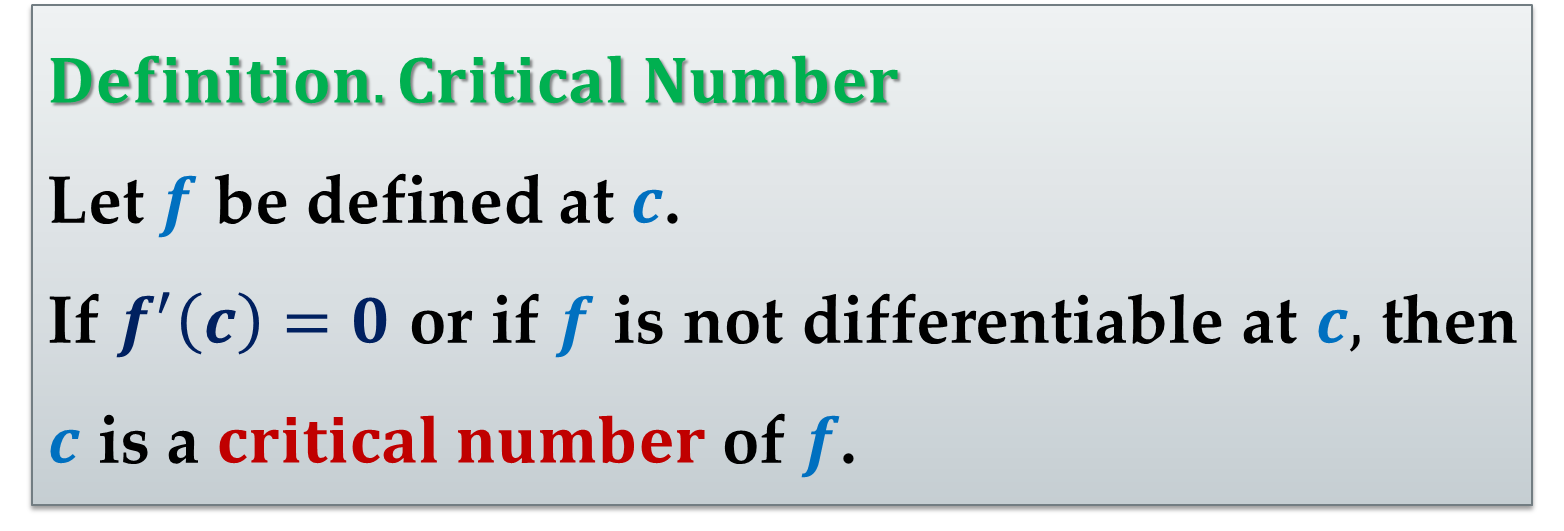 Definition. Critical Number
Let f be defined at c.
If f′(c) = 0 or if f is not differentiable at c, then
c is a critical number of f.